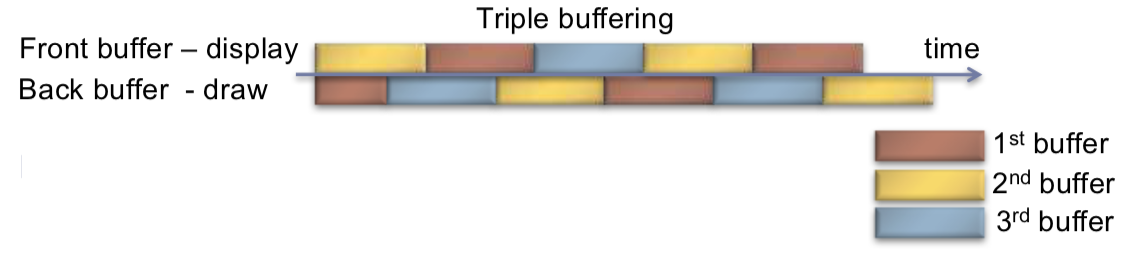 Triple buffering
Front buffer – display
time
Back buffer - draw
1st buffer
2nd buffer
3rd buffer